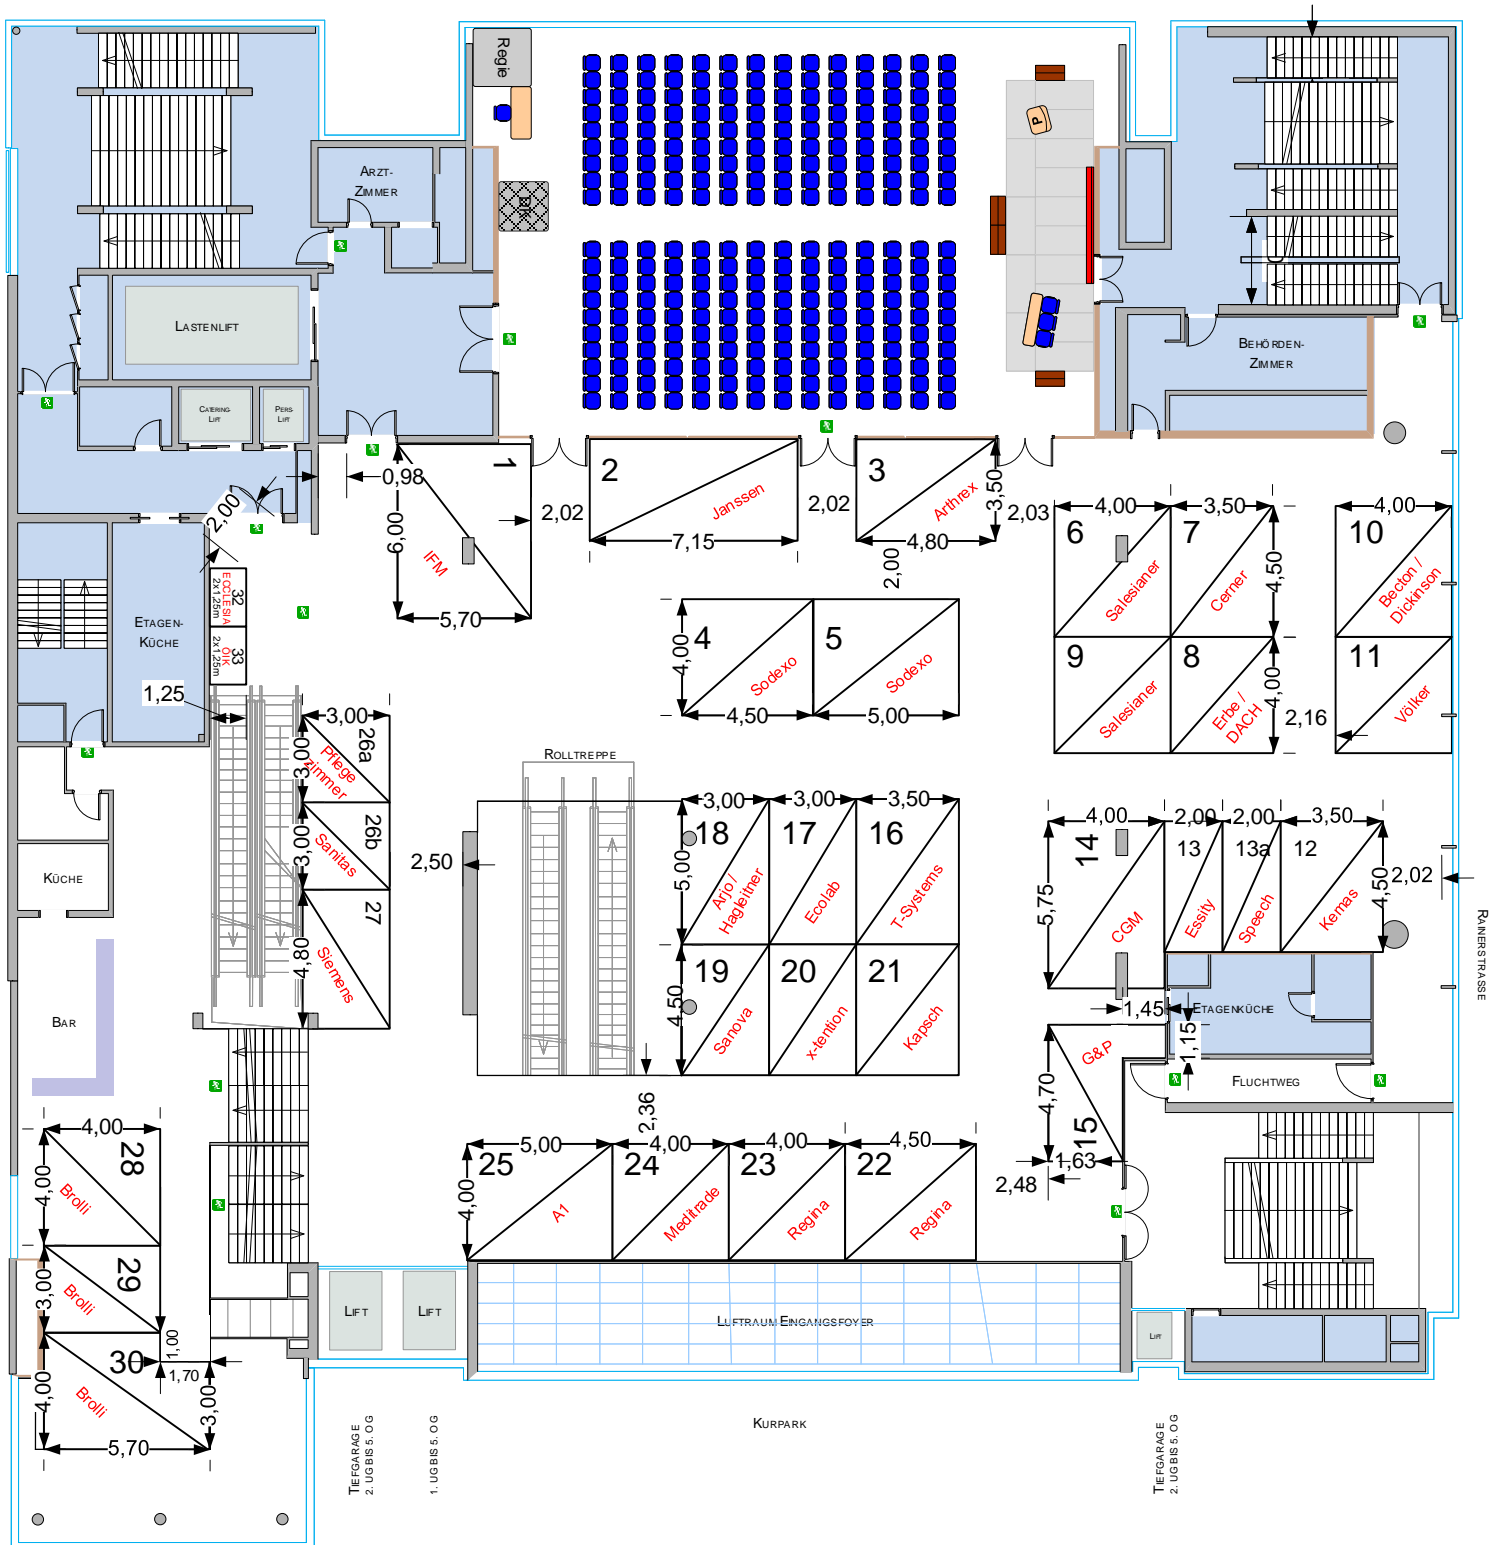 Regie
BIK
P
ARZT-
ZIMMER
LASTENLIFT
CATERING-
LIFT
PERS-
LIFT
BEHÖRDEN-
ZIMMER
0,98
1
6,00
IFM
5,70
2,02
2
Janssen
7,15
2,02
3
Arthrex
3,50
4,80
2,03
2,00
2,00
32
ECCLESIA
2x1,25m
33
ÖIK
2x1,25m
ETAGEN-
KÜCHE
1,25
4
Sodexo
4,00
4,50
5
Sodexo
5,00
4,00
6
Salesianer
3,50
7
Cerner
4,50
4,00
10
Becton /
Dickinson
9
Salesianer
8
Erbe /
DACH
4,00
2,16
11
Völker
3,00
26a
3,00
Pflege
zimmer
26b
3,00
Sanitas
27
4,80
Siemens
ROLLTREPPE
2,50
3,00
18
5,00
Arjo /
Hagleitner
3,00
17
Ecolab
3,50
16
T-Systems
19
4,50
Sanova
20
x-tention
21
Kapsch
2,36
4,00
14
5,75
CGM
2,00
13
Essity
2,00
13a
Speech
3,50
12
Kemas
4,50
2,02
RAINERSTRASSE
1,45
ETAGENKÜCHE
1,15
G&P
4,70
15
1,63
2,48
FLUCHTWEG
KÜCHE
BAR
4,00
28
4,00
Brolli
29
3,00
Brolli
30
4,00
Brolli
1,00
1,70
3,00
5,70
5,00
25
4,00
A1
4,00
24
Meditrade
4,00
23
Regina
4,50
22
Regina
LIFT
LIFT
LUFTRAUM EINGANGSFOYER
LIFT
KURPARK
TIEFGARAGE
2. UG BIS 5. OG
1. UG BIS 5. OG
TIEFGARAGE
2. UG BIS 5. OG